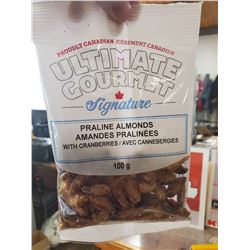 PROUDLY CANADIAN FIÈREMENT CANADIEN
ULTIMATE
GOURMET
Signature
PRALINE ALMONDS
AMANDES PRALINÉES
WITH CRANBERRIES / AVEC CANNEBERGIES
100 g